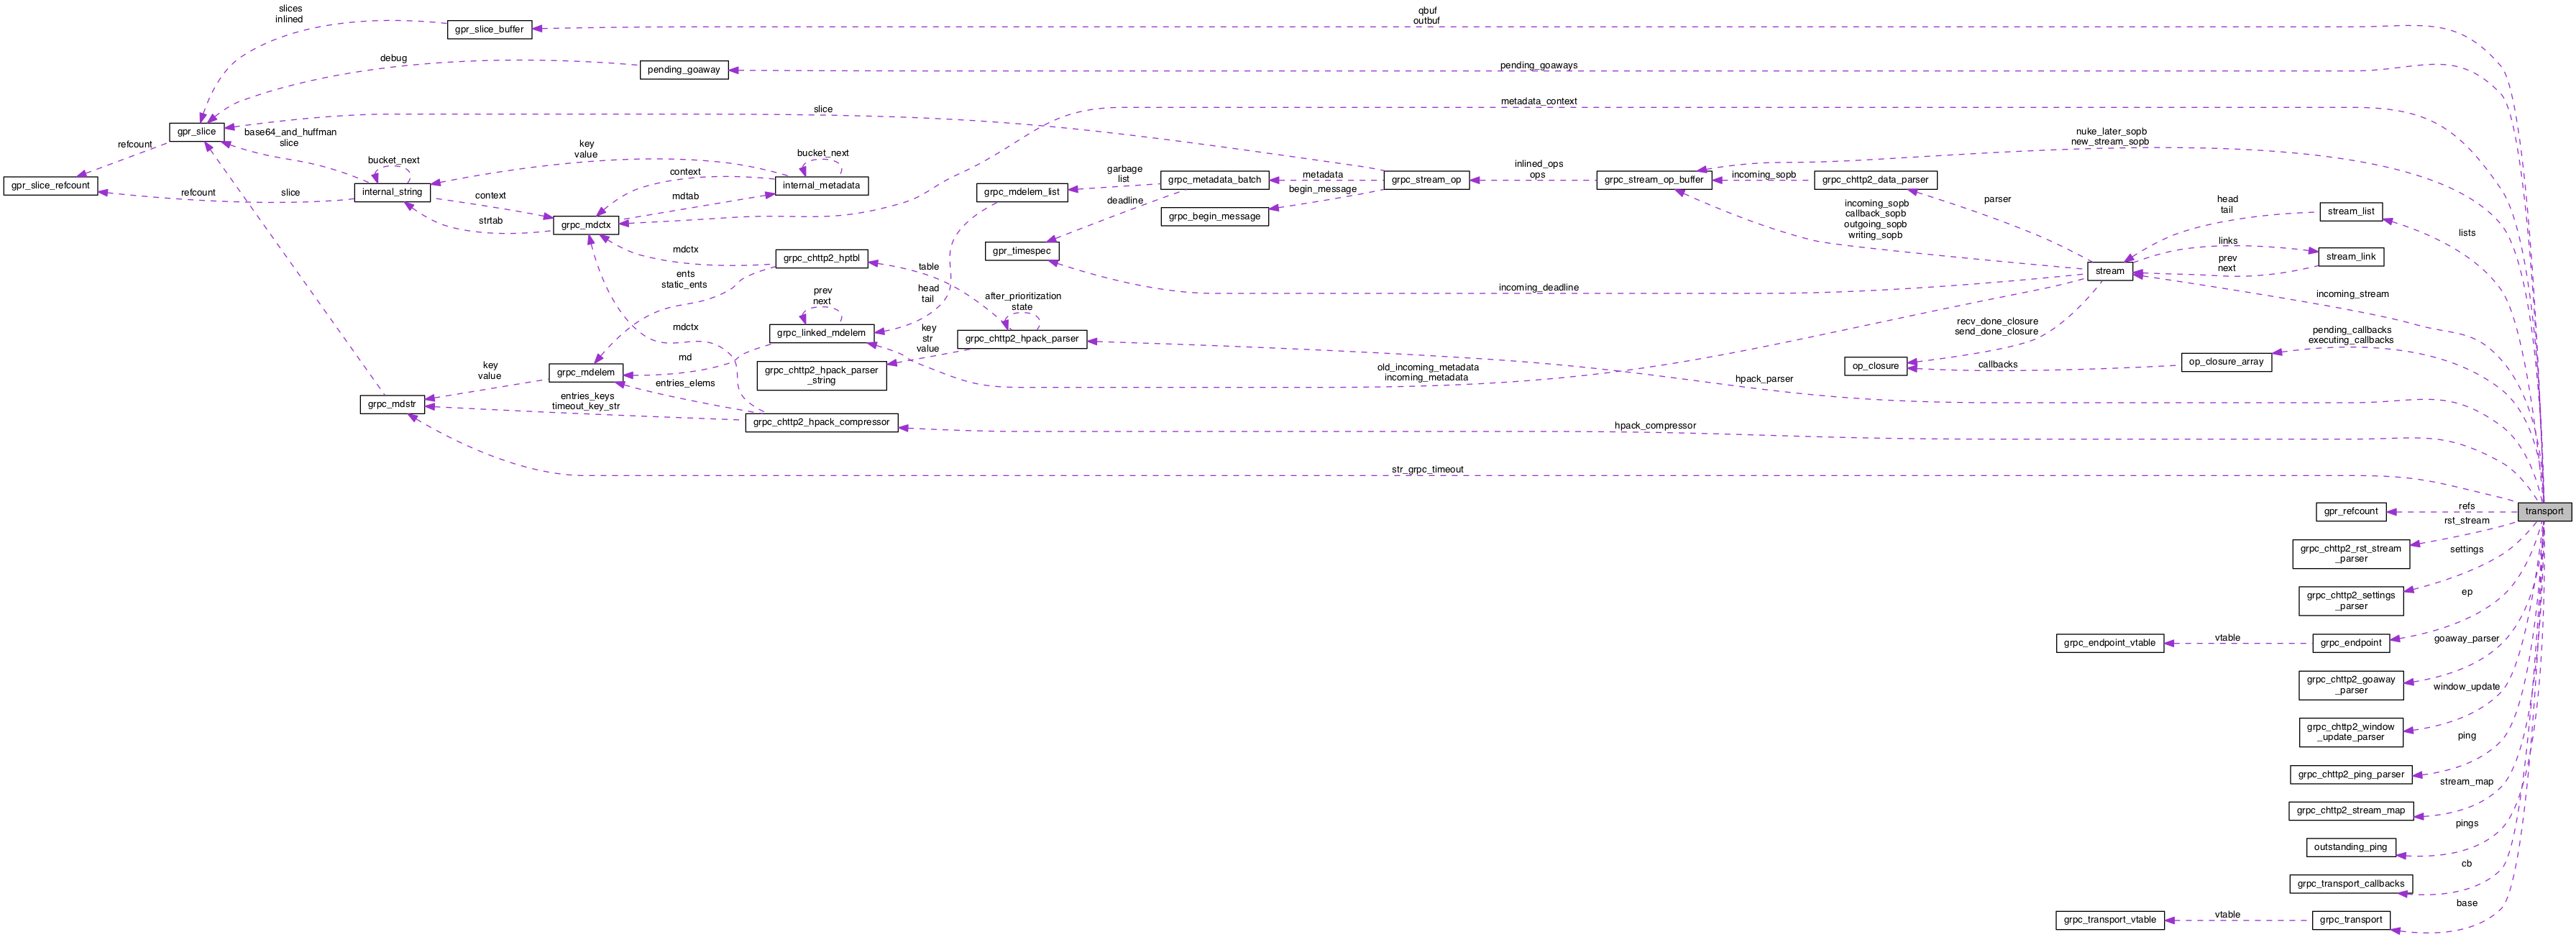 slices
inlined
gpr_slice_buffer
qbuf
outbuf
debug
pending_goaway
pending_goaways
metadata_context
slice
gpr_slice
base64_and_huffman
slice
refcount
gpr_slice_refcount
bucket_next
internal_string
refcount
slice
key
value
bucket_next
internal_metadata
context
context
mdtab
strtab
grpc_mdctx
garbage
list
grpc_mdelem_list
grpc_metadata_batch
metadata
begin_message
grpc_stream_op
deadline
grpc_begin_message
inlined_ops
ops
grpc_stream_op_buffer
incoming_sopb
grpc_chttp2_data_parser
nuke_later_sopb
new_stream_sopb
parser
incoming_sopb
callback_sopb
outgoing_sopb
writing_sopb
head
tail
stream_list
lists
links
stream_link
prev
next
stream
gpr_timespec
incoming_deadline
incoming_stream
mdctx
grpc_chttp2_hptbl
ents
static_ents
table
head
tail
after_prioritization
state
prev
next
grpc_linked_mdelem
key
str
value
grpc_chttp2_hpack_parser
mdctx
md
grpc_chttp2_hpack_parser
_string
recv_done_closure
send_done_closure
pending_callbacks
executing_callbacks
op_closure
callbacks
op_closure_array
key
value
grpc_mdelem
entries_elems
old_incoming_metadata
incoming_metadata
hpack_parser
grpc_mdstr
entries_keys
timeout_key_str
grpc_chttp2_hpack_compressor
hpack_compressor
str_grpc_timeout
gpr_refcount
refs
transport
rst_stream
grpc_chttp2_rst_stream
_parser
settings
grpc_chttp2_settings
_parser
ep
grpc_endpoint_vtable
vtable
grpc_endpoint
goaway_parser
grpc_chttp2_goaway
_parser
window_update
grpc_chttp2_window
_update_parser
ping
grpc_chttp2_ping_parser
stream_map
grpc_chttp2_stream_map
pings
outstanding_ping
cb
grpc_transport_callbacks
base
grpc_transport_vtable
vtable
grpc_transport